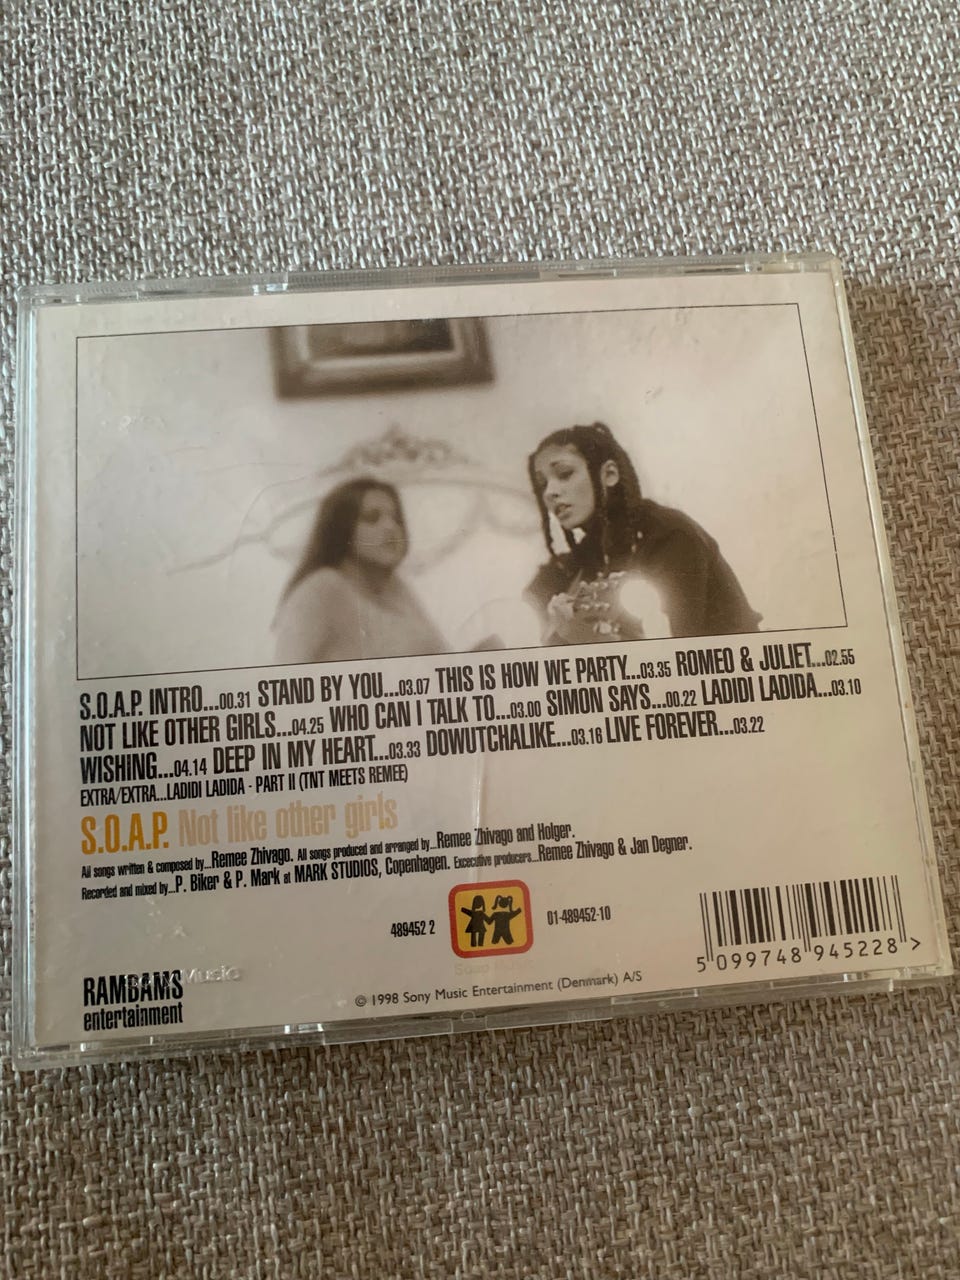 S.O.A.P. INTRO...00.31 STAND BY YOU...03.07 THIS IS HOW WE PARTY...03.35 ROMEO & JULIET...02.55
NOT LIKE OTHER GIRLS...04.25 WHO CAN I TALK TO...03.00 SIMON SAYS...00.22 LADIDI LADIDA...03.10
WISHING...04.14 DEEP IN MY HEART...03.33 DOWUTCHALIKE...03.16 LIVE FOREVER...03.22
EXTRA/EXTRA...LADIDI LADIDA - PART II (TNT MEETS REMEE)
S.O.A.P. Not like other girls
All songs written & composed by...Remee Zhivago. All songs produced and arranged by...Remee Zhivago and Holger.
Recorded and mixed by...P. Biker & P. Mark at MARK STUDIOS, Copenhagen. Excecutive producers...Remee Zhivago & Jan Degner.
489452 2
01-489452-10
5 099748 945228 >
RAMBAMS
entertainment
Music
© 1998 Sony Music Entertainment (Denmark) A/S